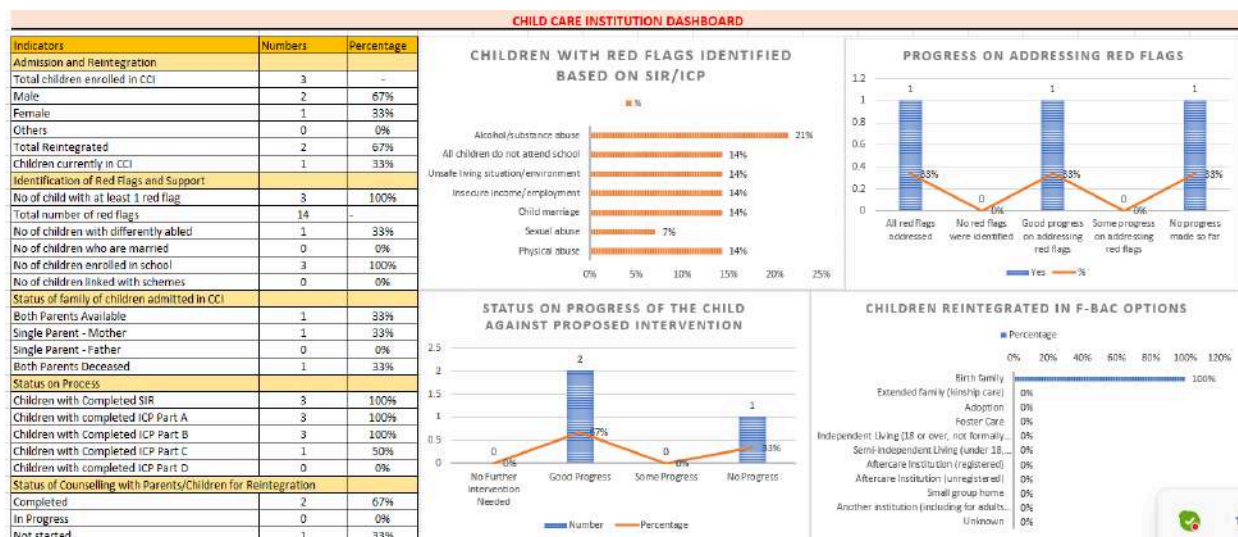 CHILD CARE INSTITUTION DASHBOARD
Indicators Numbers Percentage
Admission and Reintegration
Total children enrolled in CCI 3 -
Male 2 67%
Female 1 33%
Others 0 0%
Total Reintegrated 2 67%
Children currently in CCI 1 33%
Identification of Red Flags and Support
No of child with at least 1 red flag 3 100%
Total number of red flags 14 -
No of children with differently abled 1 33%
No of children who are married 0 0%
No of children enrolled in school 3 100%
No of children linked with schemes 0 0%
Status of family of children admitted in CCI
Both Parents Available 1 33%
Single Parent - Mother 1 33%
Single Parent - Father 0 0%
Both Parents Deceased 1 33%
Status on Process
Children with Completed SIR 3 100%
Children with completed ICP Part A 3 100%
Children with Completed ICP Part B 3 100%
Children with Completed ICP Part C 1 50%
Children with completed ICP Part D 0 0%
Status of Counselling with Parents/Children for Reintegration
Completed 2 67%
In Progress 0 0%
Not started 1 33%
CHILDREN WITH RED FLAGS IDENTIFIED
BASED ON SIR/ICP
%
Alcohol/substance abuse 21%
All children do not attend school 14%
Unsafe living situation/environment 14%
Insecure income/employment 14%
Child marriage 14%
Sexual abuse 7%
Physical abuse 14%
0% 5% 10% 15% 20% 25%
PROGRESS ON ADDRESSING RED FLAGS
1.2
1
0.8
0.6
0.4
0.2
0
1 0 1 0 1
33% 0% 33% 0% 33%
All red flags addressed
No red flags were identified
Good progress on addressing red flags
Some progress on addressing red flags
No progress made so far
Yes %
STATUS ON PROGRESS OF THE CHILD
AGAINST PROPOSED INTERVENTION
2.5
2
1.5
1
0.5
0
0 2 0 1
0% 67% 0% 33%
No Further Intervention Needed
Good Progress
Some Progress
No Progress
Number Percentage
CHILDREN REINTEGRATED IN F-BAC OPTIONS
Percentage
0% 20% 40% 60% 80% 100% 120%
Birth family 100%
Extended family (kinship care) 0%
Adoption 0%
Foster Care 0%
Independent Living (18 or over, not formally... 0%
Semi-independent Living (under 18,... 0%
Aftercare Institution (registered) 0%
Aftercare Institution (unregistered) 0%
Small group home 0%
Another institution (including for adults... 0%
Unknown 0%